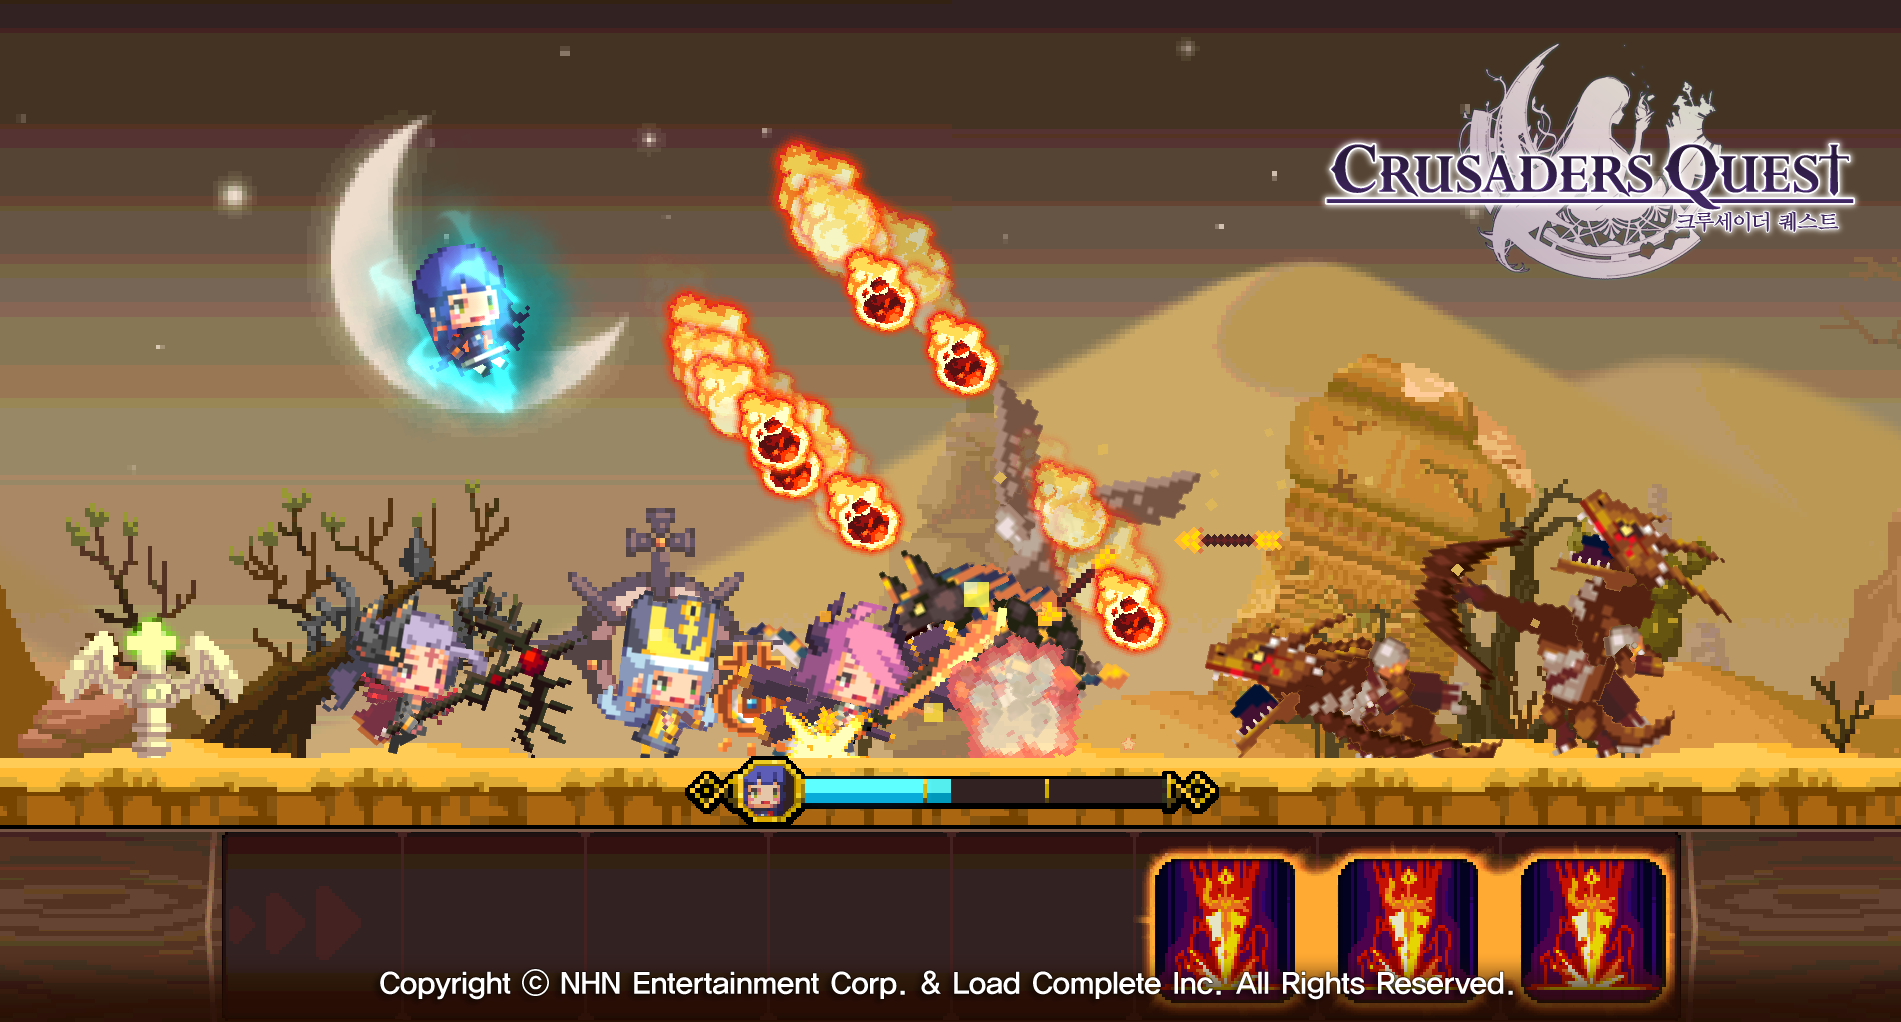 CRUSADERS QUEST
크루세이더 퀘스트
Copyright ⓒ NHN Entertainment Corp. & Load Complete Inc. All Rights Reserved.